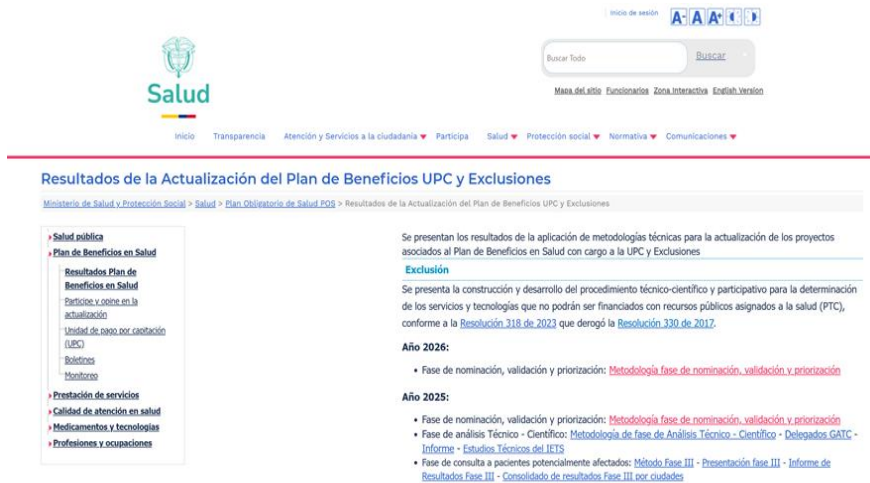 Inicio de sesión
A- A A+
Salud
Buscar Todo
Buscar
Mapa del sitio Funcionarios Zona Interactiva English Version
Inicio Transparencia Atención y Servicios a la ciudadanía Participa Salud Protección social Normativa Comunicaciones
Resultados de la Actualización del Plan de Beneficios UPC y Exclusiones
Ministerio de Salud y Protección Social > Salud > Plan Obligatorio de Salud POS > Resultados de la Actualización del Plan de Beneficios UPC y Exclusiones
Salud pública
Plan de Beneficios en Salud
Resultados Plan de
Beneficios en Salud
Participe y opine en la
actualización
Unidad de pago por capitación
(UPC)
Boletines
Monitoreo
Prestación de servicios
Calidad de atención en salud
Medicamentos y tecnologías
Profesiones y ocupaciones
Se presentan los resultados de la aplicación de metodologías técnicas para la actualización de los proyectos
asociados al Plan de Beneficios en Salud con cargo a la UPC y Exclusiones
Exclusión
Se presenta la construcción y desarrollo del procedimiento técnico-científico y participativo para la determinación
de los servicios y tecnologías que no podrán ser financiados con recursos públicos asignados a la salud (PTC),
conforme a la Resolución 318 de 2023 que derogó la Resolución 330 de 2017.
Año 2026:
• Fase de nominación, validación y priorización: Metodología fase de nominación, validación y priorización
Año 2025:
• Fase de nominación, validación y priorización: Metodología fase de nominación, validación y priorización
• Fase de análisis Técnico - Científico: Metodología de fase de Análisis Técnico - Científico - Delegados GATC -
Informe - Estudios Técnicos del IETS
• Fase de consulta a pacientes potencialmente afectados: Método Fase III - Presentación fase III - Informe de
Resultados Fase III - Consolidado de resultados Fase III por ciudades